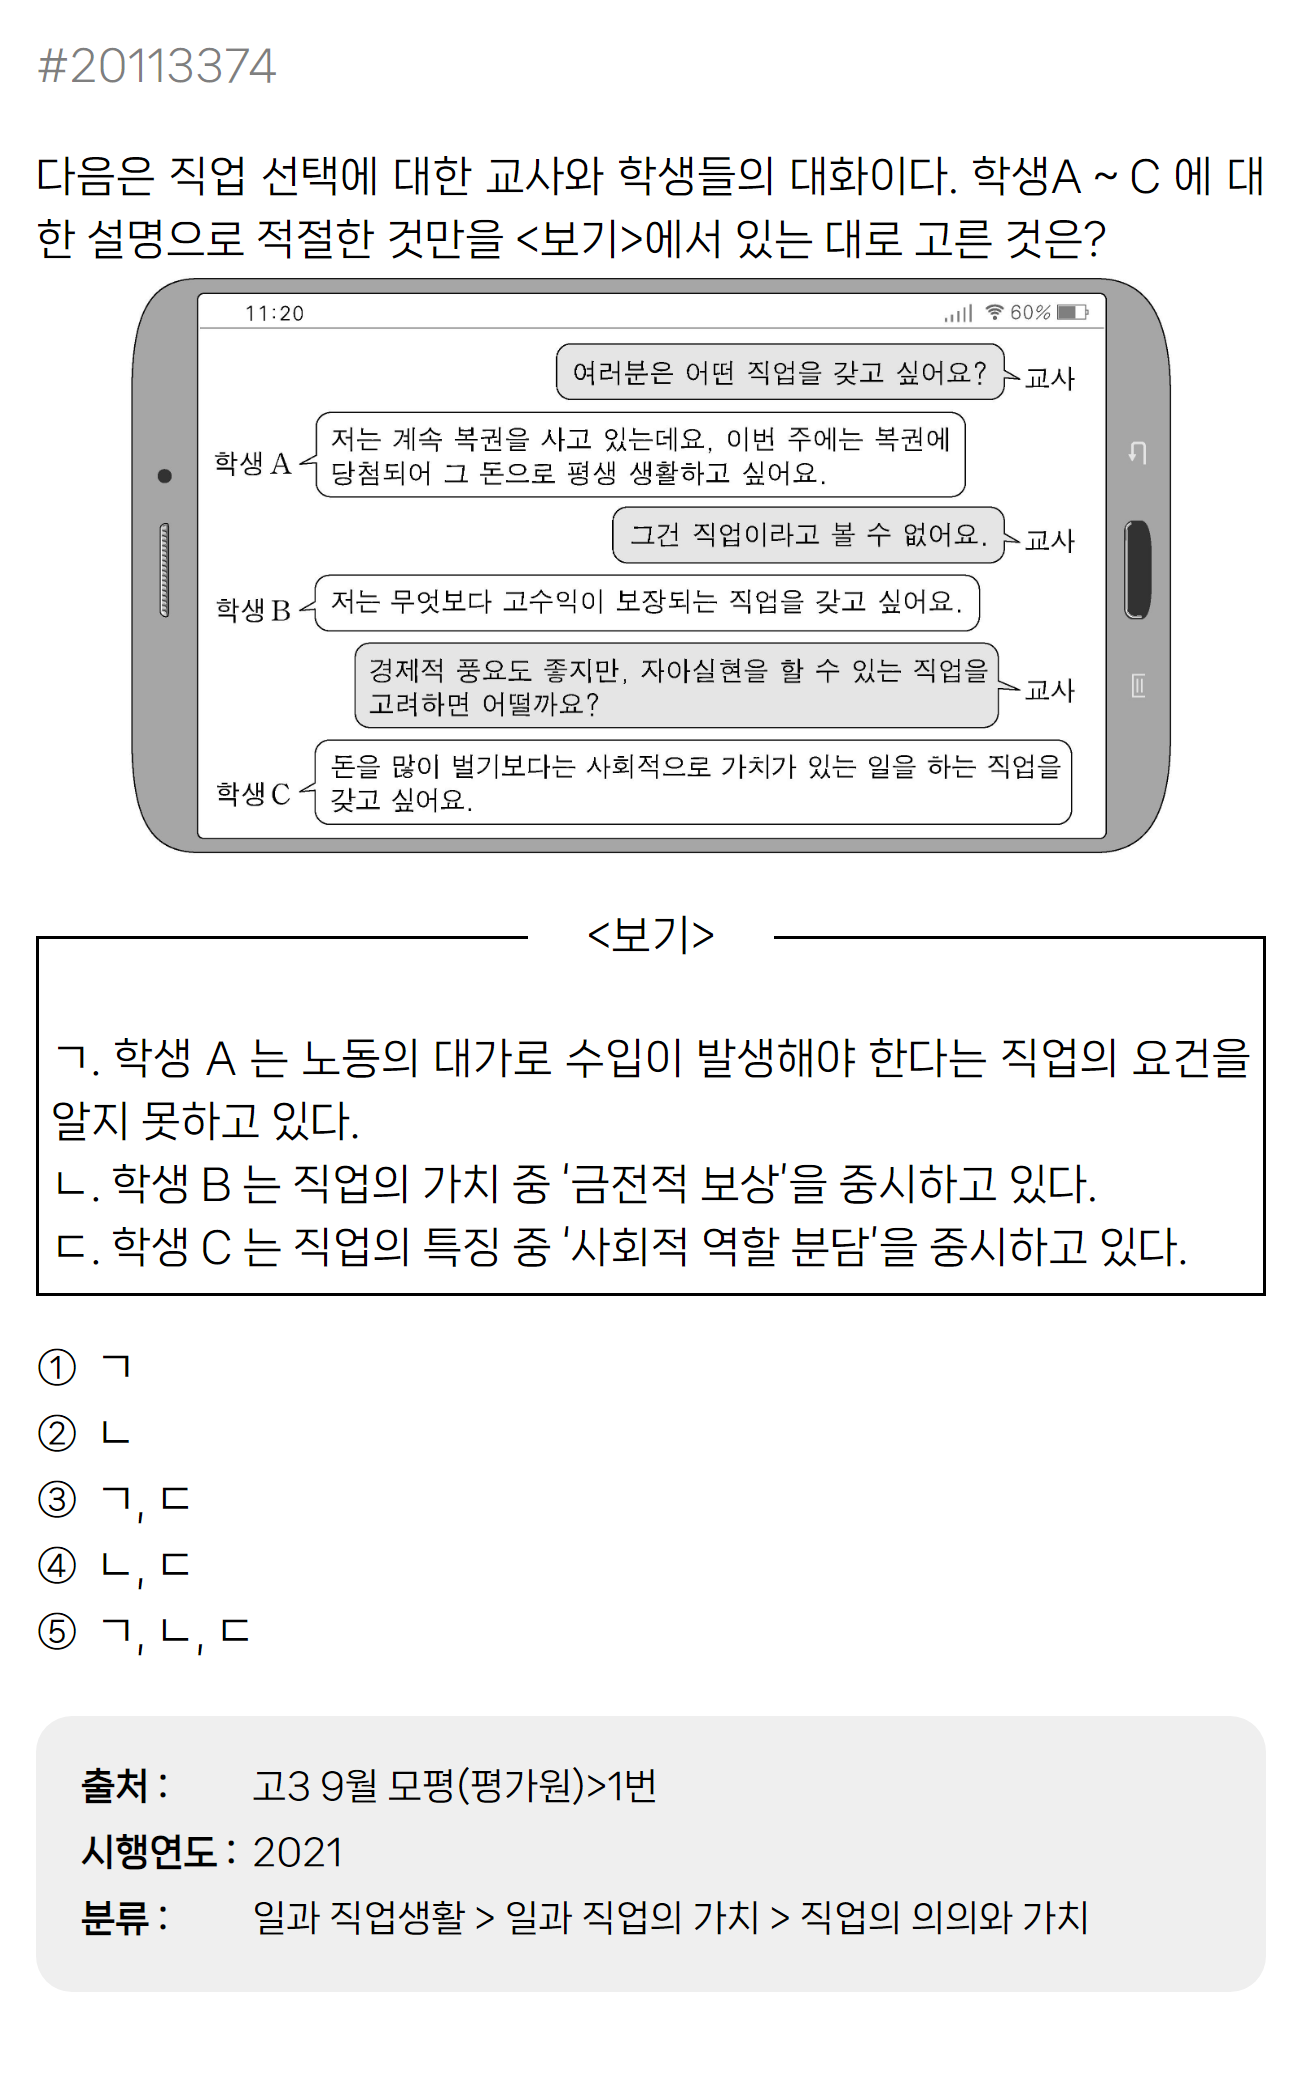 #20113374
다음은 직업 선택에 대한 교사와 학생들의 대화이다. 학생A ~ C 에 대
한 설명으로 적절한 것만을 <보기>에서 있는 대로 고른 것은?
11:20 60%
여러분은 어떤 직업을 갖고 싶어요? 교사
학생 A 저는 계속 복권을 사고 있는데요, 이번 주에는 복권에
당첨되어 그 돈으로 평생 생활하고 싶어요.
그건 직업이라고 볼 수 없어요. 교사
학생 B 저는 무엇보다 고수익이 보장되는 직업을 갖고 싶어요.
경제적 풍요도 좋지만, 자아실현을 할 수 있는 직업을
고려하면 어떨까요? 교사
학생 C 돈을 많이 벌기보다는 사회적으로 가치가 있는 일을 하는 직업을
갖고 싶어요.
<보기>
ㄱ. 학생 A 는 노동의 대가로 수입이 발생해야 한다는 직업의 요건을
알지 못하고 있다.
ㄴ. 학생 B 는 직업의 가치 중 '금전적 보상'을 중시하고 있다.
ㄷ. 학생 C 는 직업의 특징 중 '사회적 역할 분담'을 중시하고 있다.
① ㄱ
② ㄴ
③ ㄱ, ㄷ
④ ㄴ, ㄷ
⑤ ㄱ, ㄴ, ㄷ
출처 : 고3 9월 모평(평가원)>1번
시행연도 : 2021
분류 : 일과 직업생활 > 일과 직업의 가치 > 직업의 의의와 가치